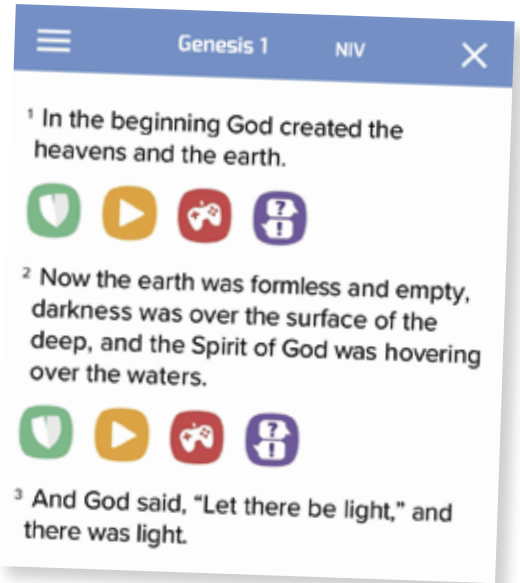 Genesis 1 NIV
1 In the beginning God created the
heavens and the earth.
? !
2 Now the earth was formless and empty,
darkness was over the surface of the
deep, and the Spirit of God was hovering
over the waters.
? !
3 And God said, “Let there be light,” and
there was light.